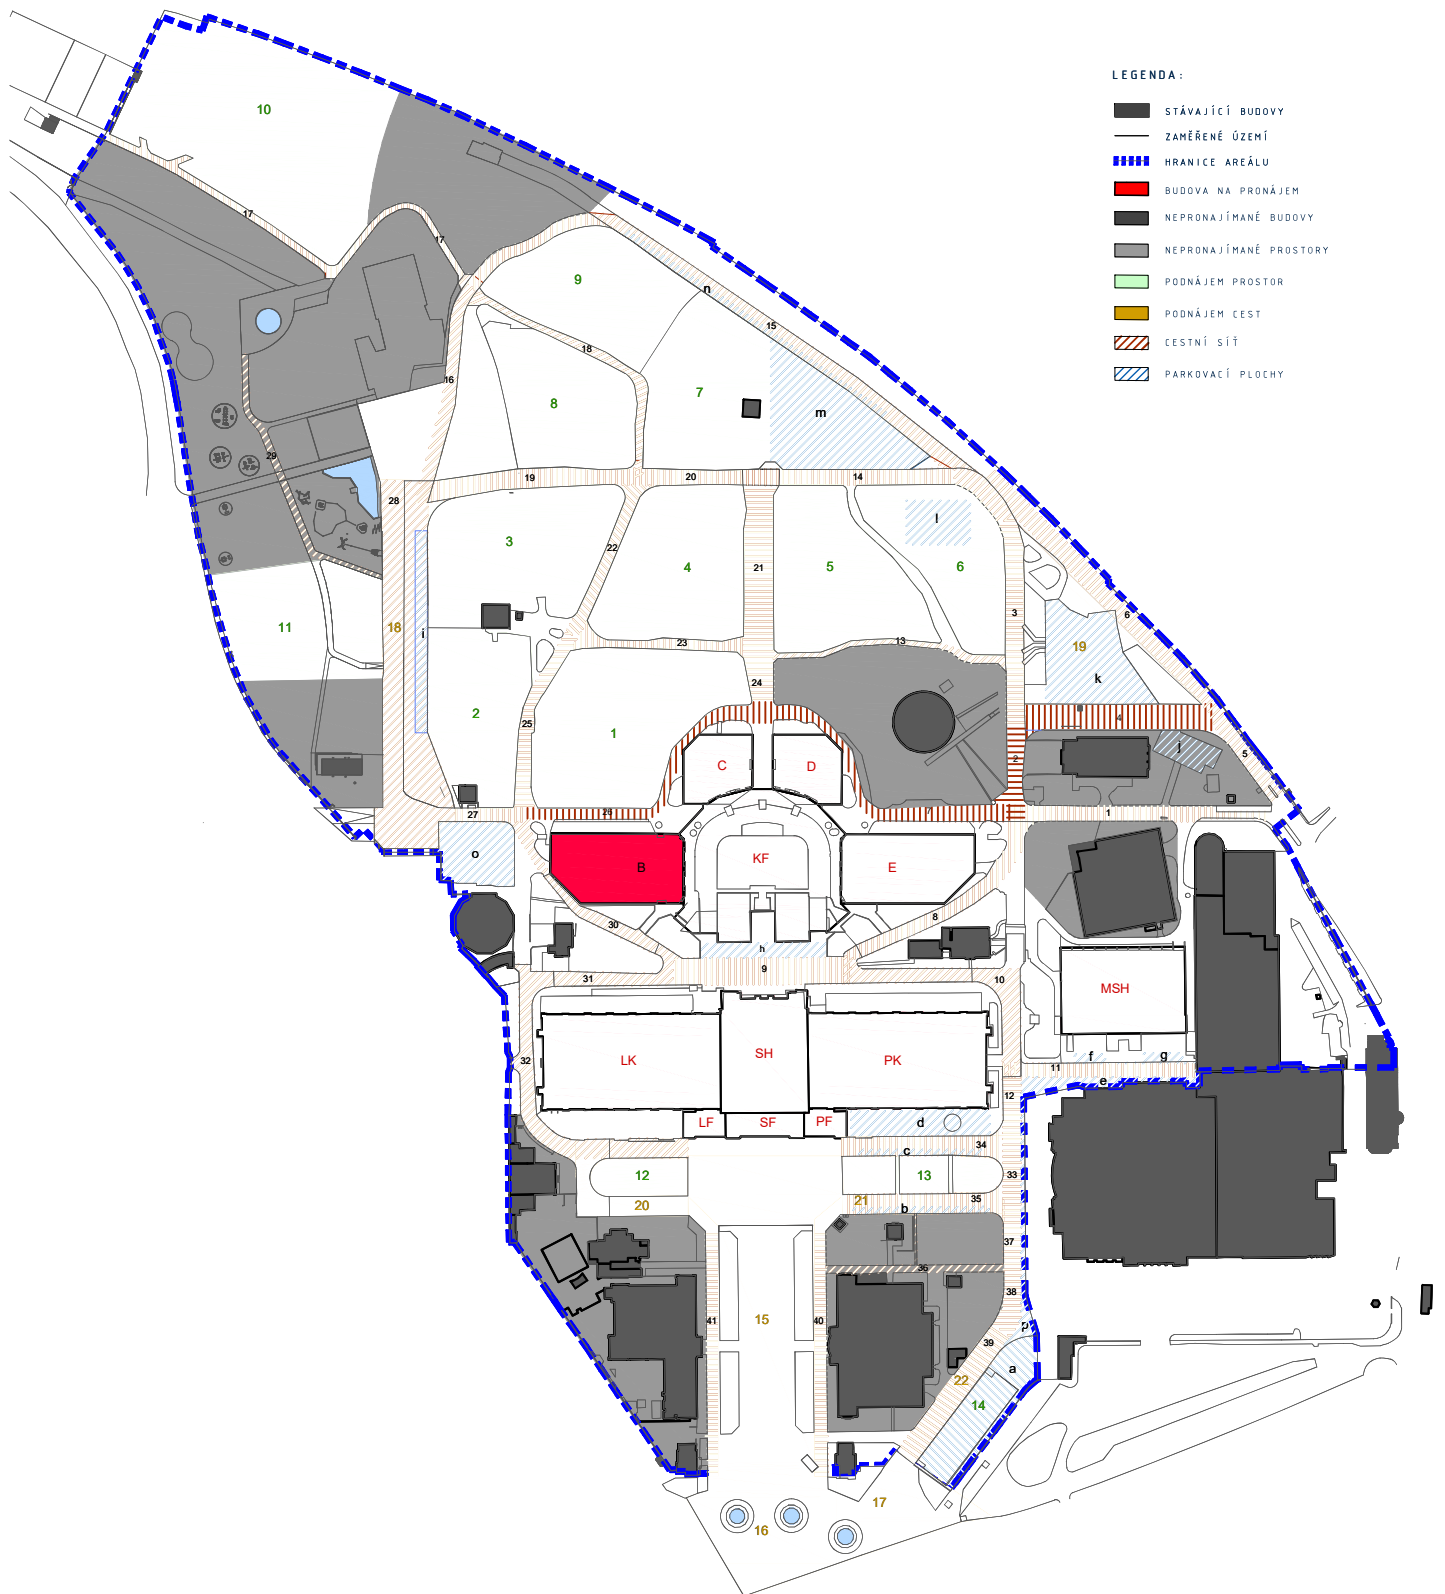 LEGENDA:
STÁVAJÍCÍ BUDOVY
ZAMĚŘENÉ ÚZEMÍ
HRANICE AREÁLU
BUDOVA NA PRONÁJEM
NEPRONAJÍMANÉ BUDOVY
NEPRONAJÍMANÉ PROSTORY
PODNÁJEM PROSTOR
PODNÁJEM CEST
CESTNÍ SÍŤ
PARKOVACÍ PLOCHY
10
17
17
9
n
15
18
16
8
7
m
29
28
19
20
14
l
3
22
4
21
5
6
3
6
11
18
i
23
13
19
k
24
2
25
1
4
C
D
2
j
5
27
26
7
1
o
B
KF
E
30
8
h
9
31
10
MSH
LK
SH
PK
32
f
g
11
e
12
LF
SF
PF
d
c
34
12
13
33
20
21
35
b
37
36
38
41
15
40
p
39
a
22
14
17
16